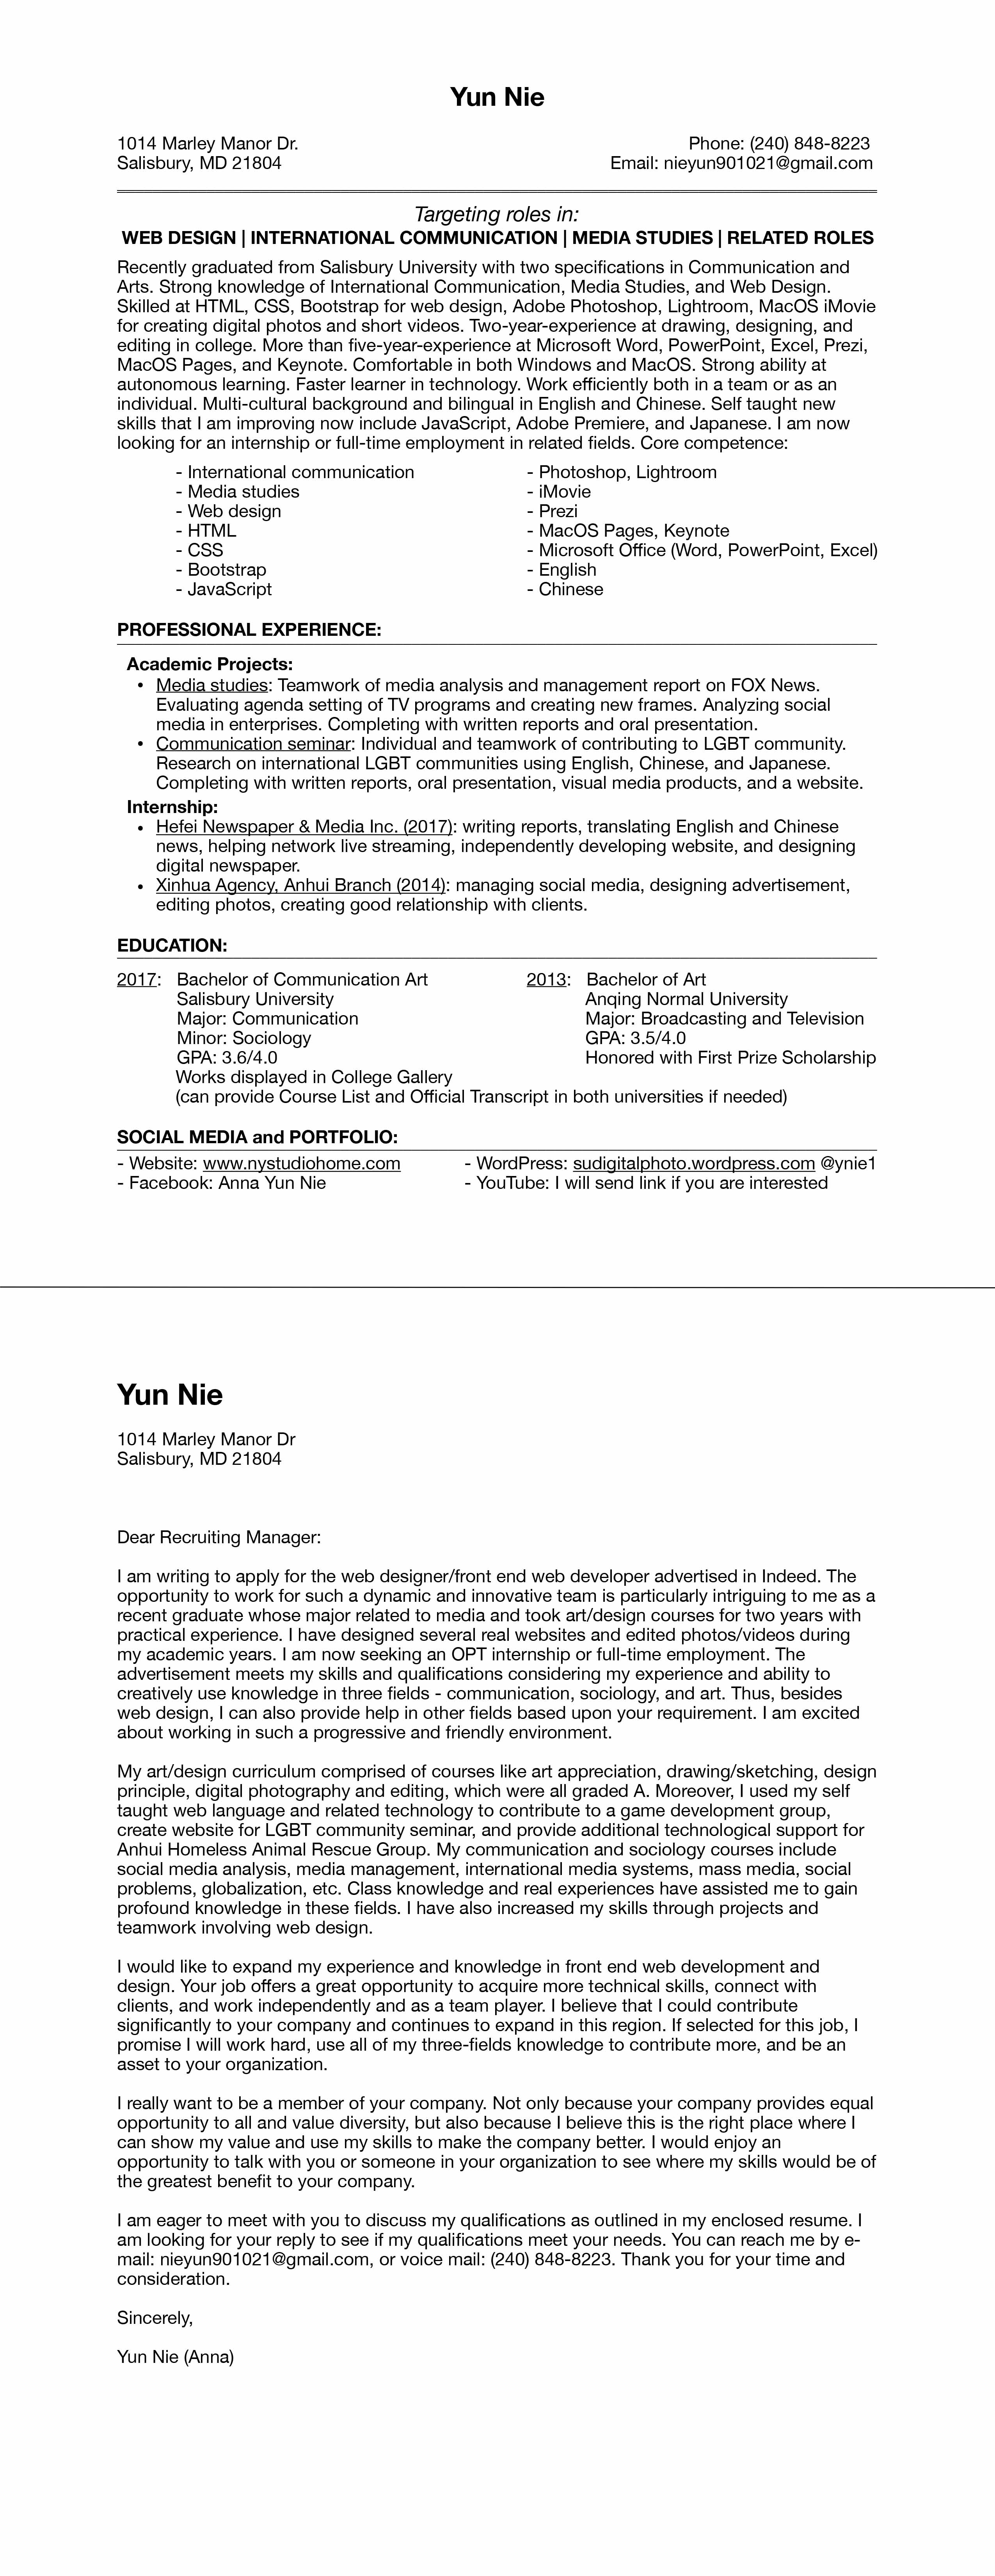 Yun Nie
1014 Marley Manor Dr.
Salisbury, MD 21804
Phone: (240) 848-8223
Email: nieyun901021@gmail.com
Targeting roles in:
WEB DESIGN | INTERNATIONAL COMMUNICATION | MEDIA STUDIES | RELATED ROLES
Recently graduated from Salisbury University with two specifications in Communication and
Arts. Strong knowledge of International Communication, Media Studies, and Web Design.
Skilled at HTML, CSS, Bootstrap for web design, Adobe Photoshop, Lightroom, MacOS iMovie
for creating digital photos and short videos. Two-year-experience at drawing, designing, and
editing in college. More than five-year-experience at Microsoft Word, PowerPoint, Excel, Prezi,
MacOS Pages, and Keynote. Comfortable in both Windows and MacOS. Strong ability at
autonomous learning. Faster learner in technology. Work efficiently both in a team or as an
individual. Multi-cultural background and bilingual in English and Chinese. Self taught new
skills that I am improving now include JavaScript, Adobe Premiere, and Japanese. I am now
looking for an internship or full-time employment in related fields. Core competence:
- International communication
- Media studies
- Web design
- HTML
- CSS
- Bootstrap
- JavaScript
- Photoshop, Lightroom
- iMovie
- Prezi
- MacOS Pages, Keynote
- Microsoft Office (Word, PowerPoint, Excel)
- English
- Chinese
PROFESSIONAL EXPERIENCE:
Academic Projects:
• Media studies: Teamwork of media analysis and management report on FOX News.
Evaluating agenda setting of TV programs and creating new frames. Analyzing social
media in enterprises. Completing with written reports and oral presentation.
• Communication seminar: Individual and teamwork of contributing to LGBT community.
Research on international LGBT communities using English, Chinese, and Japanese.
Completing with written reports, oral presentation, visual media products, and a website.
Internship:
• Hefei Newspaper & Media Inc. (2017): writing reports, translating English and Chinese
news, helping network live streaming, independently developing website, and designing
digital newspaper.
• Xinhua Agency, Anhui Branch (2014): managing social media, designing advertisement,
editing photos, creating good relationship with clients.
EDUCATION:
2017: Bachelor of Communication Art
Salisbury University
Major: Communication
Minor: Sociology
GPA: 3.6/4.0
Works displayed in College Gallery
2013: Bachelor of Art
Anqing Normal University
Major: Broadcasting and Television
GPA: 3.5/4.0
Honored with First Prize Scholarship
(can provide Course List and Official Transcript in both universities if needed)
SOCIAL MEDIA and PORTFOLIO:
- Website: www.nystudiohome.com
- Facebook: Anna Yun Nie
- WordPress: sudigitalphoto.wordpress.com @ynie1
- YouTube: I will send link if you are interested
Yun Nie
1014 Marley Manor Dr
Salisbury, MD 21804
Dear Recruiting Manager:
I am writing to apply for the web designer/front end web developer advertised in Indeed. The
opportunity to work for such a dynamic and innovative team is particularly intriguing to me as a
recent graduate whose major related to media and took art/design courses for two years with
practical experience. I have designed several real websites and edited photos/videos during
my academic years. I am now seeking an OPT internship or full-time employment. The
advertisement meets my skills and qualifications considering my experience and ability to
creatively use knowledge in three fields - communication, sociology, and art. Thus, besides
web design, I can also provide help in other fields based upon your requirement. I am excited
about working in such a progressive and friendly environment.
My art/design curriculum comprised of courses like art appreciation, drawing/sketching, design
principle, digital photography and editing, which were all graded A. Moreover, I used my self
taught web language and related technology to contribute to a game development group,
create website for LGBT community seminar, and provide additional technological support for
Anhui Homeless Animal Rescue Group. My communication and sociology courses include
social media analysis, media management, international media systems, mass media, social
problems, globalization, etc. Class knowledge and real experiences have assisted me to gain
profound knowledge in these fields. I have also increased my skills through projects and
teamwork involving web design.
I would like to expand my experience and knowledge in front end web development and
design. Your job offers a great opportunity to acquire more technical skills, connect with
clients, and work independently and as a team player. I believe that I could contribute
significantly to your company and continues to expand in this region. If selected for this job, I
promise I will work hard, use all of my three-fields knowledge to contribute more, and be an
asset to your organization.
I really want to be a member of your company. Not only because your company provides equal
opportunity to all and value diversity, but also because I believe this is the right place where I
can show my value and use my skills to make the company better. I would enjoy an
opportunity to talk with you or someone in your organization to see where my skills would be of
the greatest benefit to your company.
I am eager to meet with you to discuss my qualifications as outlined in my enclosed resume. I
am looking for your reply to see if my qualifications meet your needs. You can reach me by e-
mail: nieyun901021@gmail.com, or voice mail: (240) 848-8223. Thank you for your time and
consideration.
Sincerely,
Yun Nie (Anna)